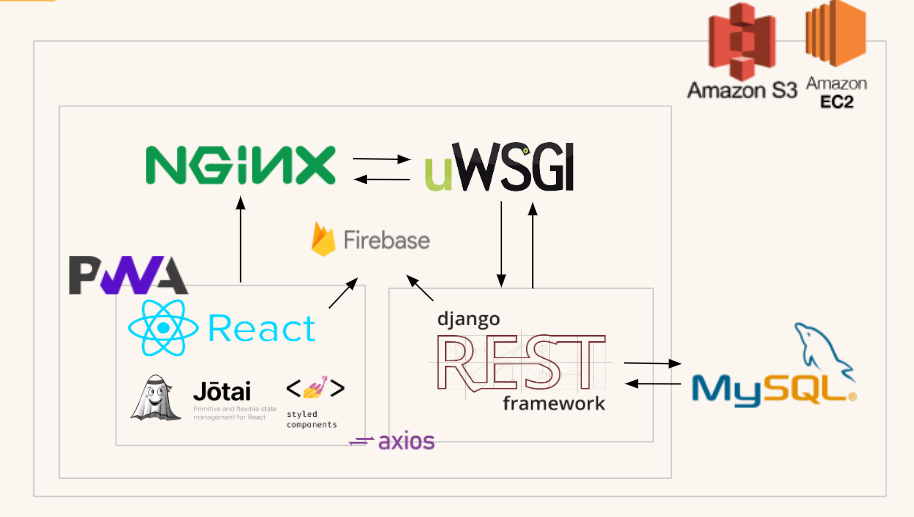 Amazon S3
Amazon
EC2
NGiNX
uWSGI
Firebase
PWA
React
django
REST
framework
Jōtai
Primitive and flexible state
management for React
< >
styled
components
MySQL®
axios